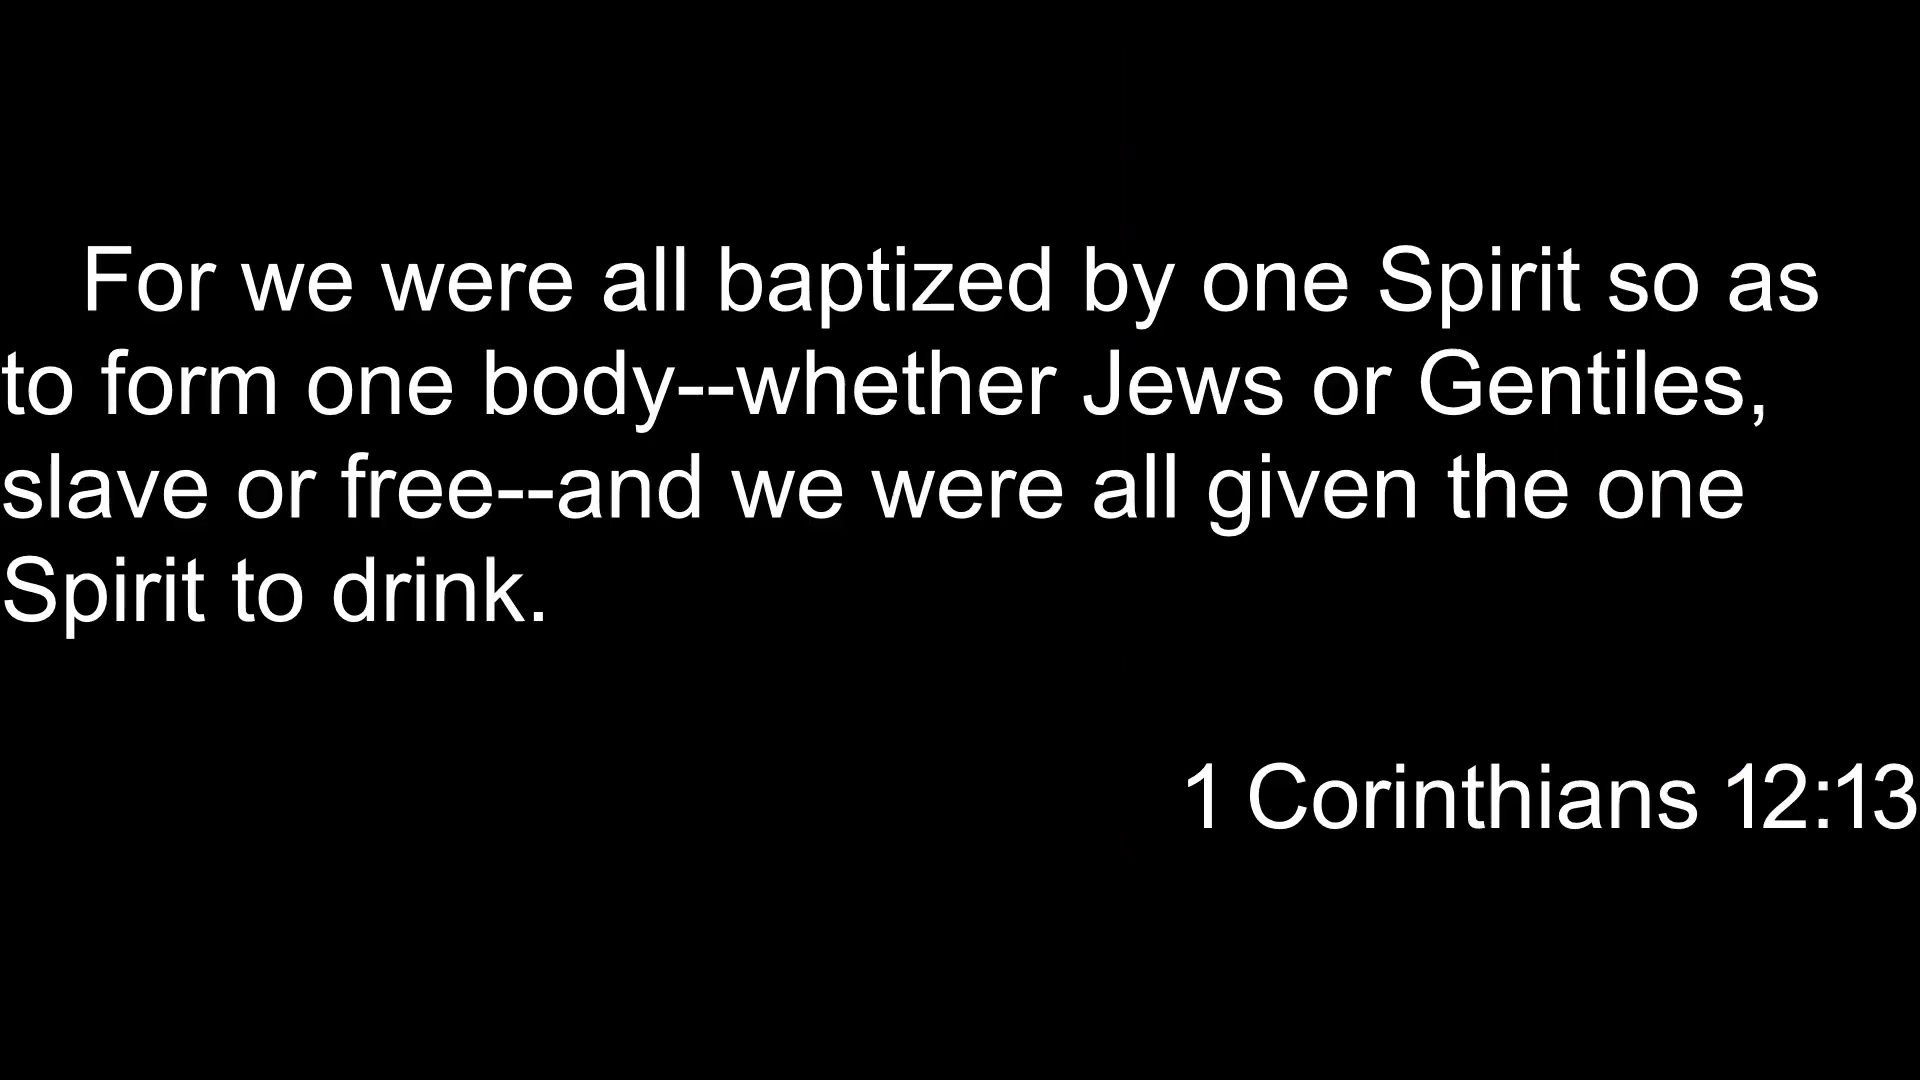 For we were all baptized by one Spirit so as
to form one body--whether Jews or Gentiles,
slave or free--and we were all given the one
Spirit to drink.
1 Corinthians 12:13